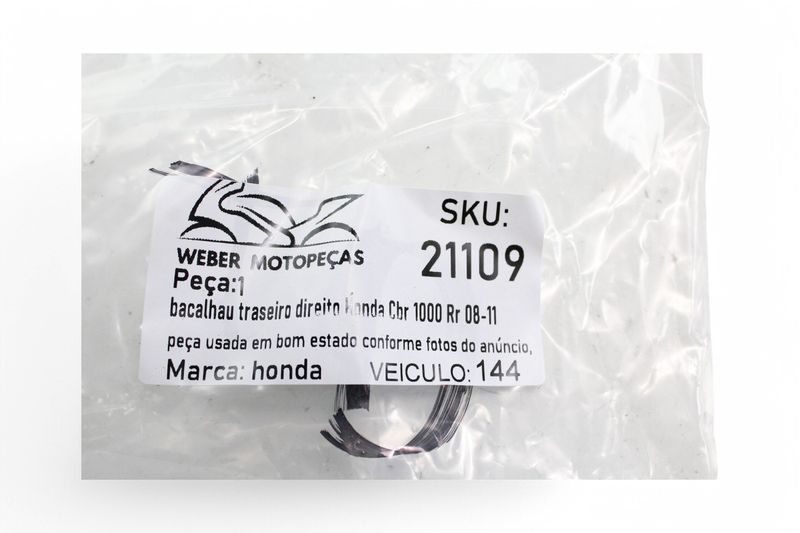 SKU:
21109
WEBER MOTOPEÇAS
Peça:1
bacalhau traseiro direito Honda Cbr 1000 Rr 08-11
peça usada em bom estado conforme fotos do anúncio,
Marca: honda VEICULO: 144